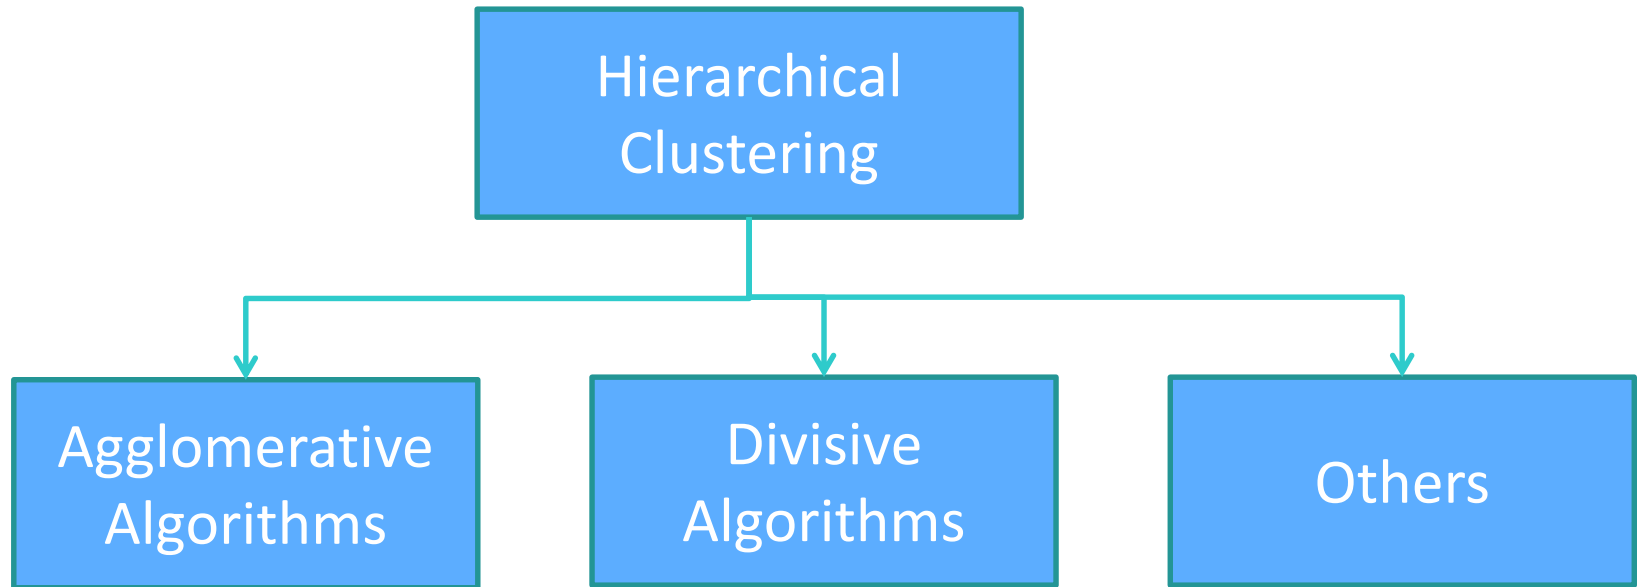 Hierarchical
Clustering
Agglomerative
Algorithms
Divisive
Algorithms
Others